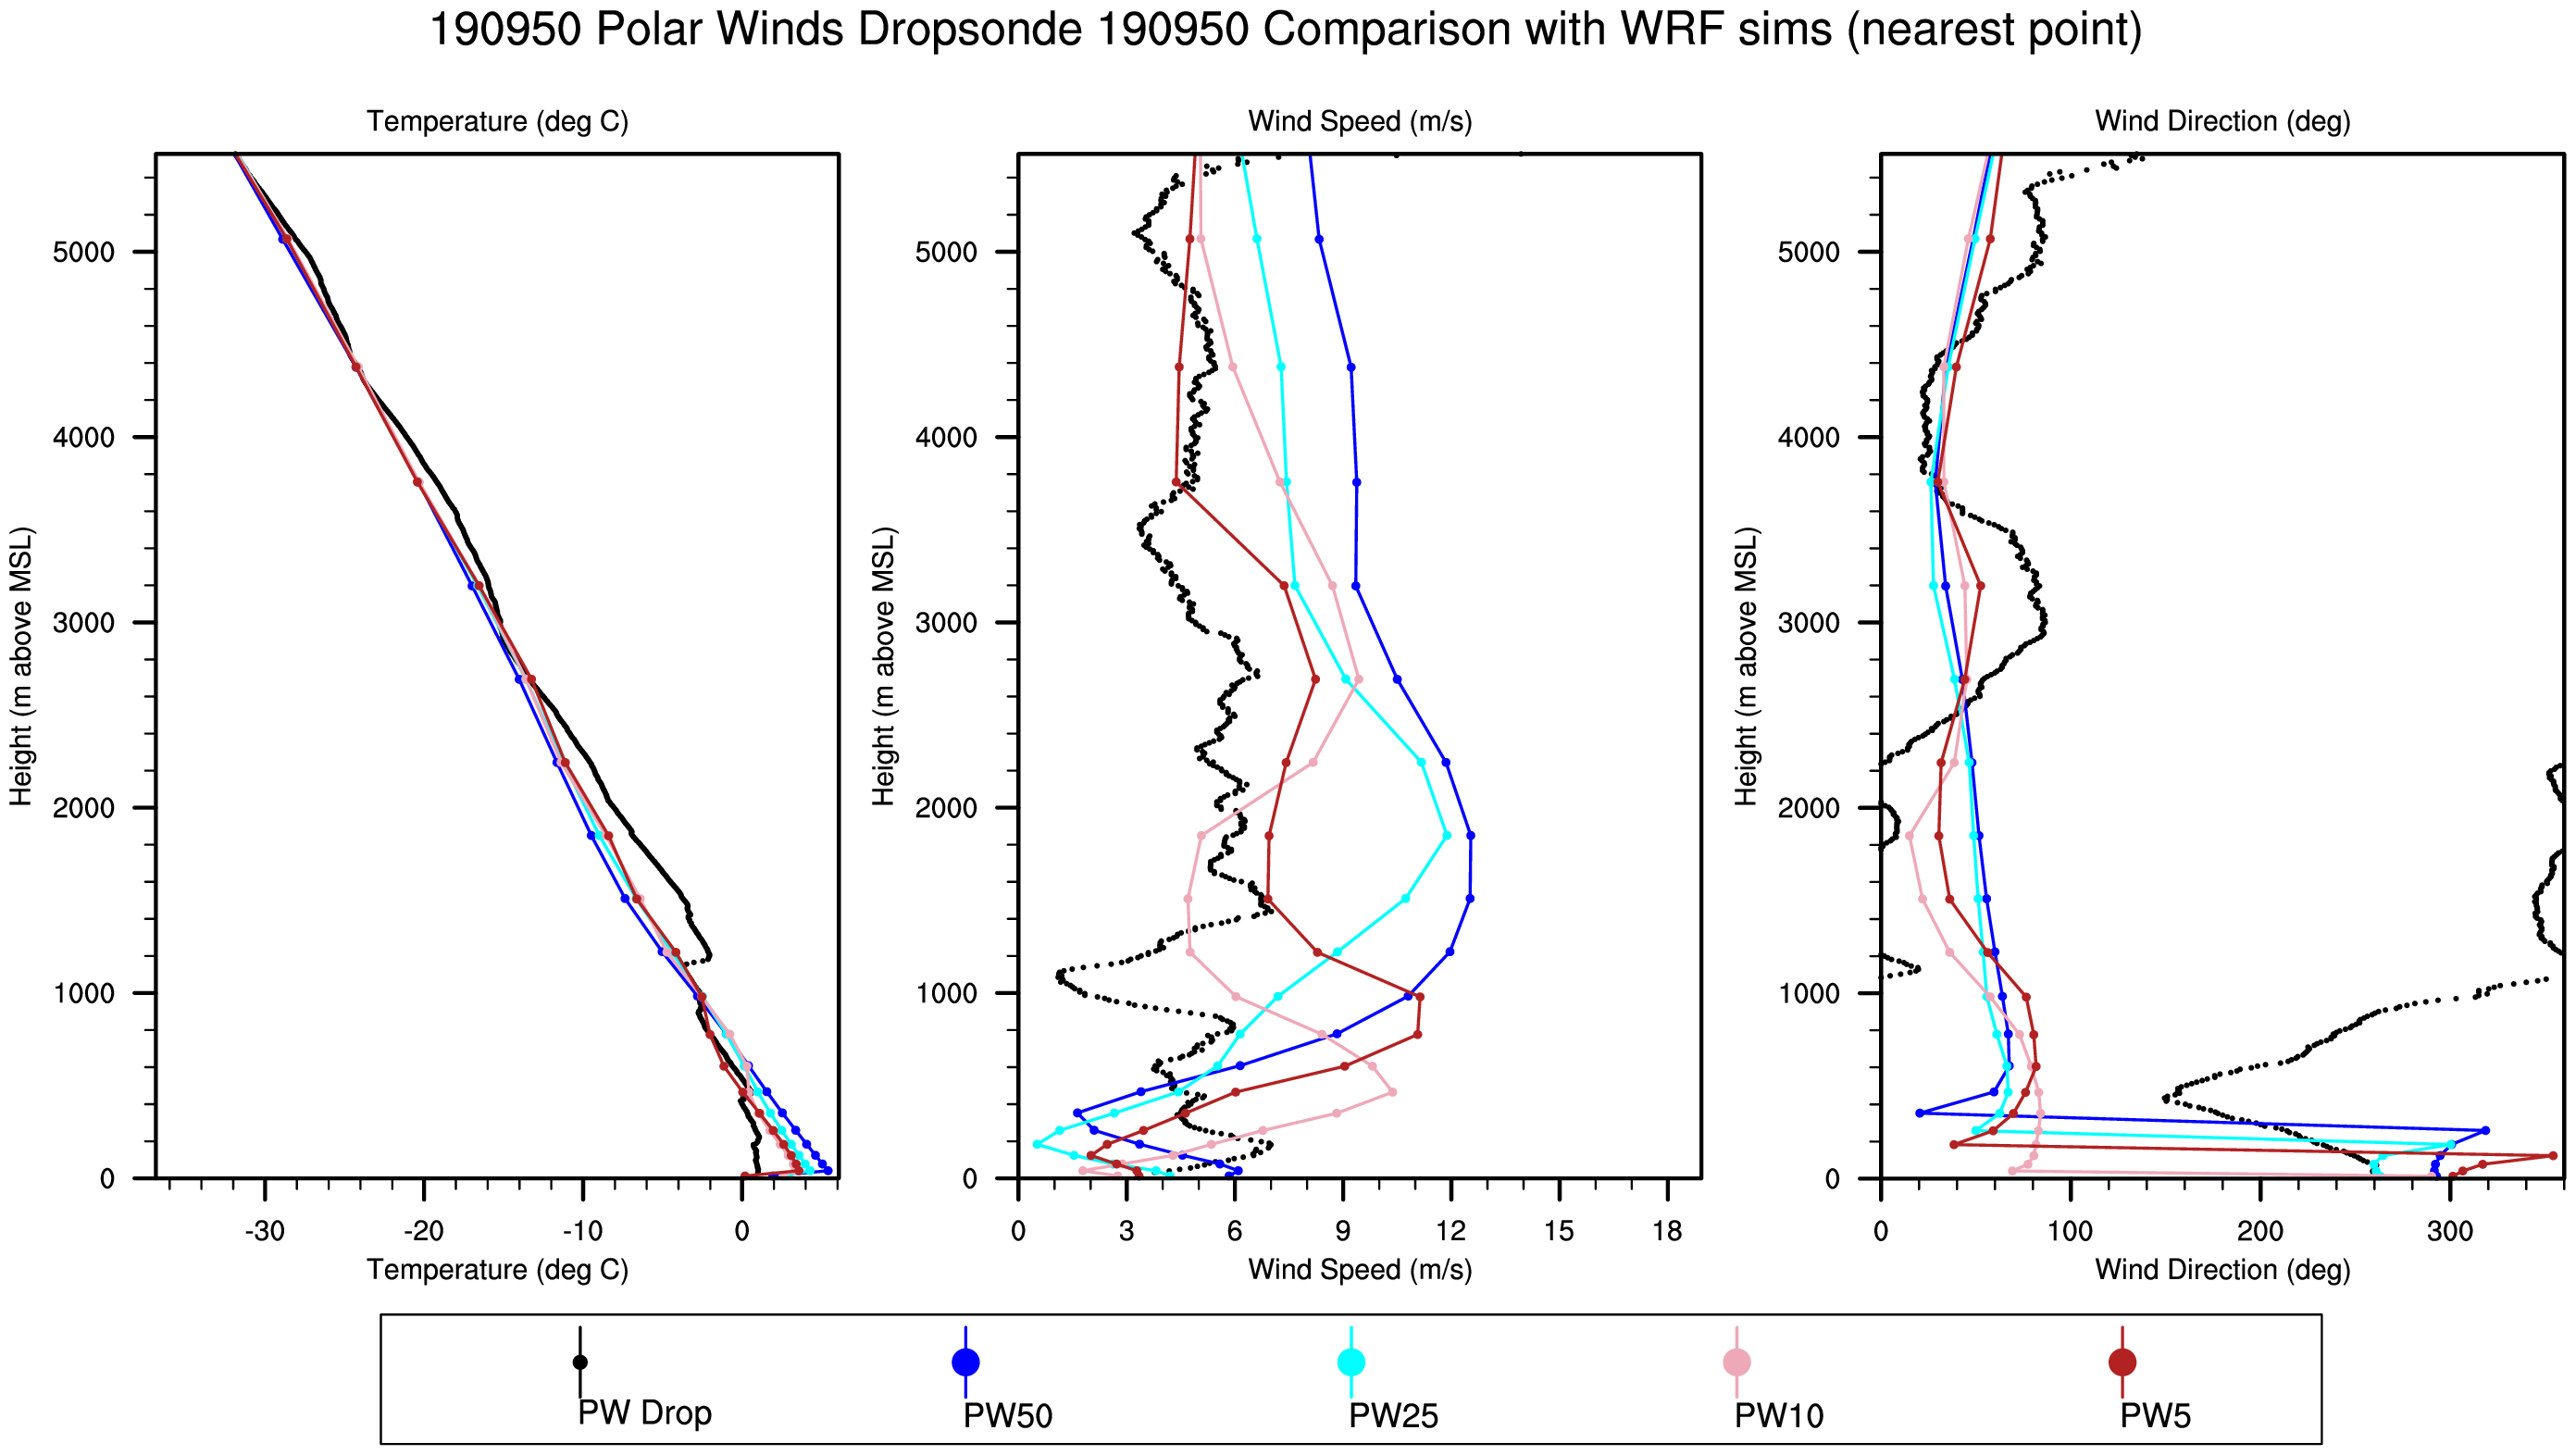 190950 Polar Winds Dropsonde 190950 Comparison with WRF sims (nearest point)
Temperature (deg C)
Wind Speed (m/s)
Wind Direction (deg)
Height (m above MSL)
5000
4000
3000
2000
1000
0
-30
-20
-10
0
Temperature (deg C)
Height (m above MSL)
5000
4000
3000
2000
1000
0
0
3
6
9
12
15
18
Wind Speed (m/s)
Height (m above MSL)
5000
4000
3000
2000
1000
0
0
100
200
300
Wind Direction (deg)
PW Drop
PW50
PW25
PW10
PW5